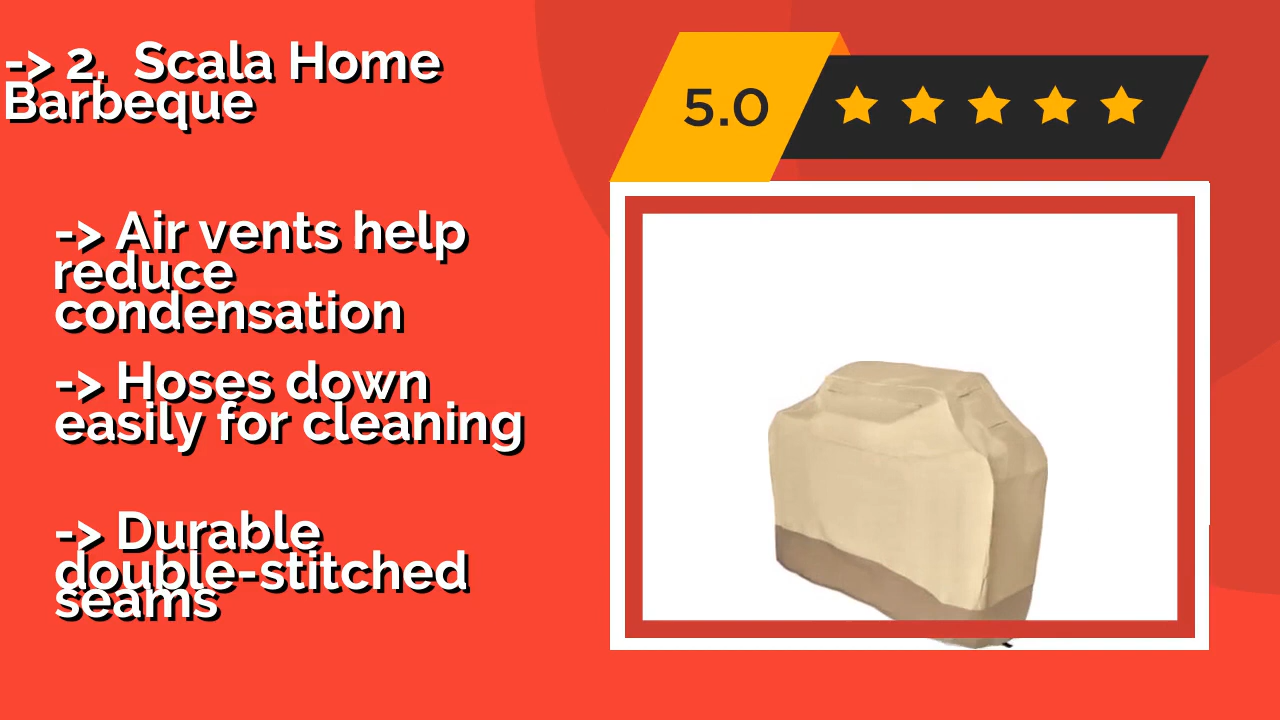 -> 2. Scala Home
Barbeque
5.0
-> Air vents help
reduce
condensation
-> Hoses down
easily for cleaning
-> Durable
double-stitched
seams